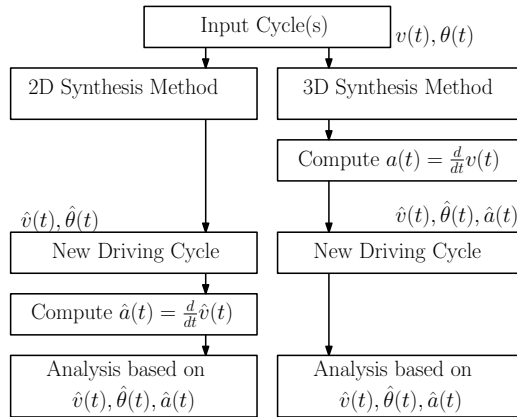 Input Cycle(s)
v(t), θ(t)
2D Synthesis Method
3D Synthesis Method
Compute a(t) = d/dt v(t)
v̂(t), θ̂(t)
v̂(t), θ̂(t), â(t)
New Driving Cycle
New Driving Cycle
Compute â(t) = d/dt v̂(t)
Analysis based on
v̂(t), θ̂(t), â(t)
Analysis based on
v̂(t), θ̂(t), â(t)